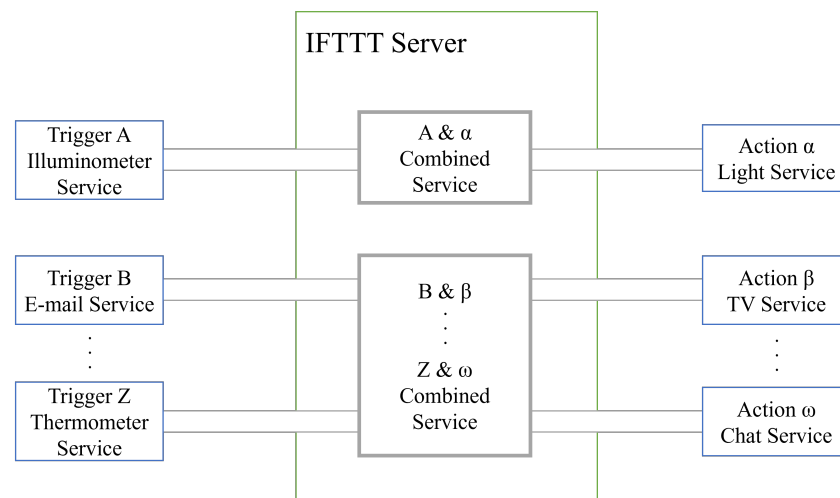 IFTTT Server
Trigger A
Illuminometer
Service
A & α
Combined
Service
Action α
Light Service
Trigger B
E-mail Service
B & β
Action β
TV Service
Z & ω
Combined
Service
Trigger Z
Thermometer
Service
Action ω
Chat Service